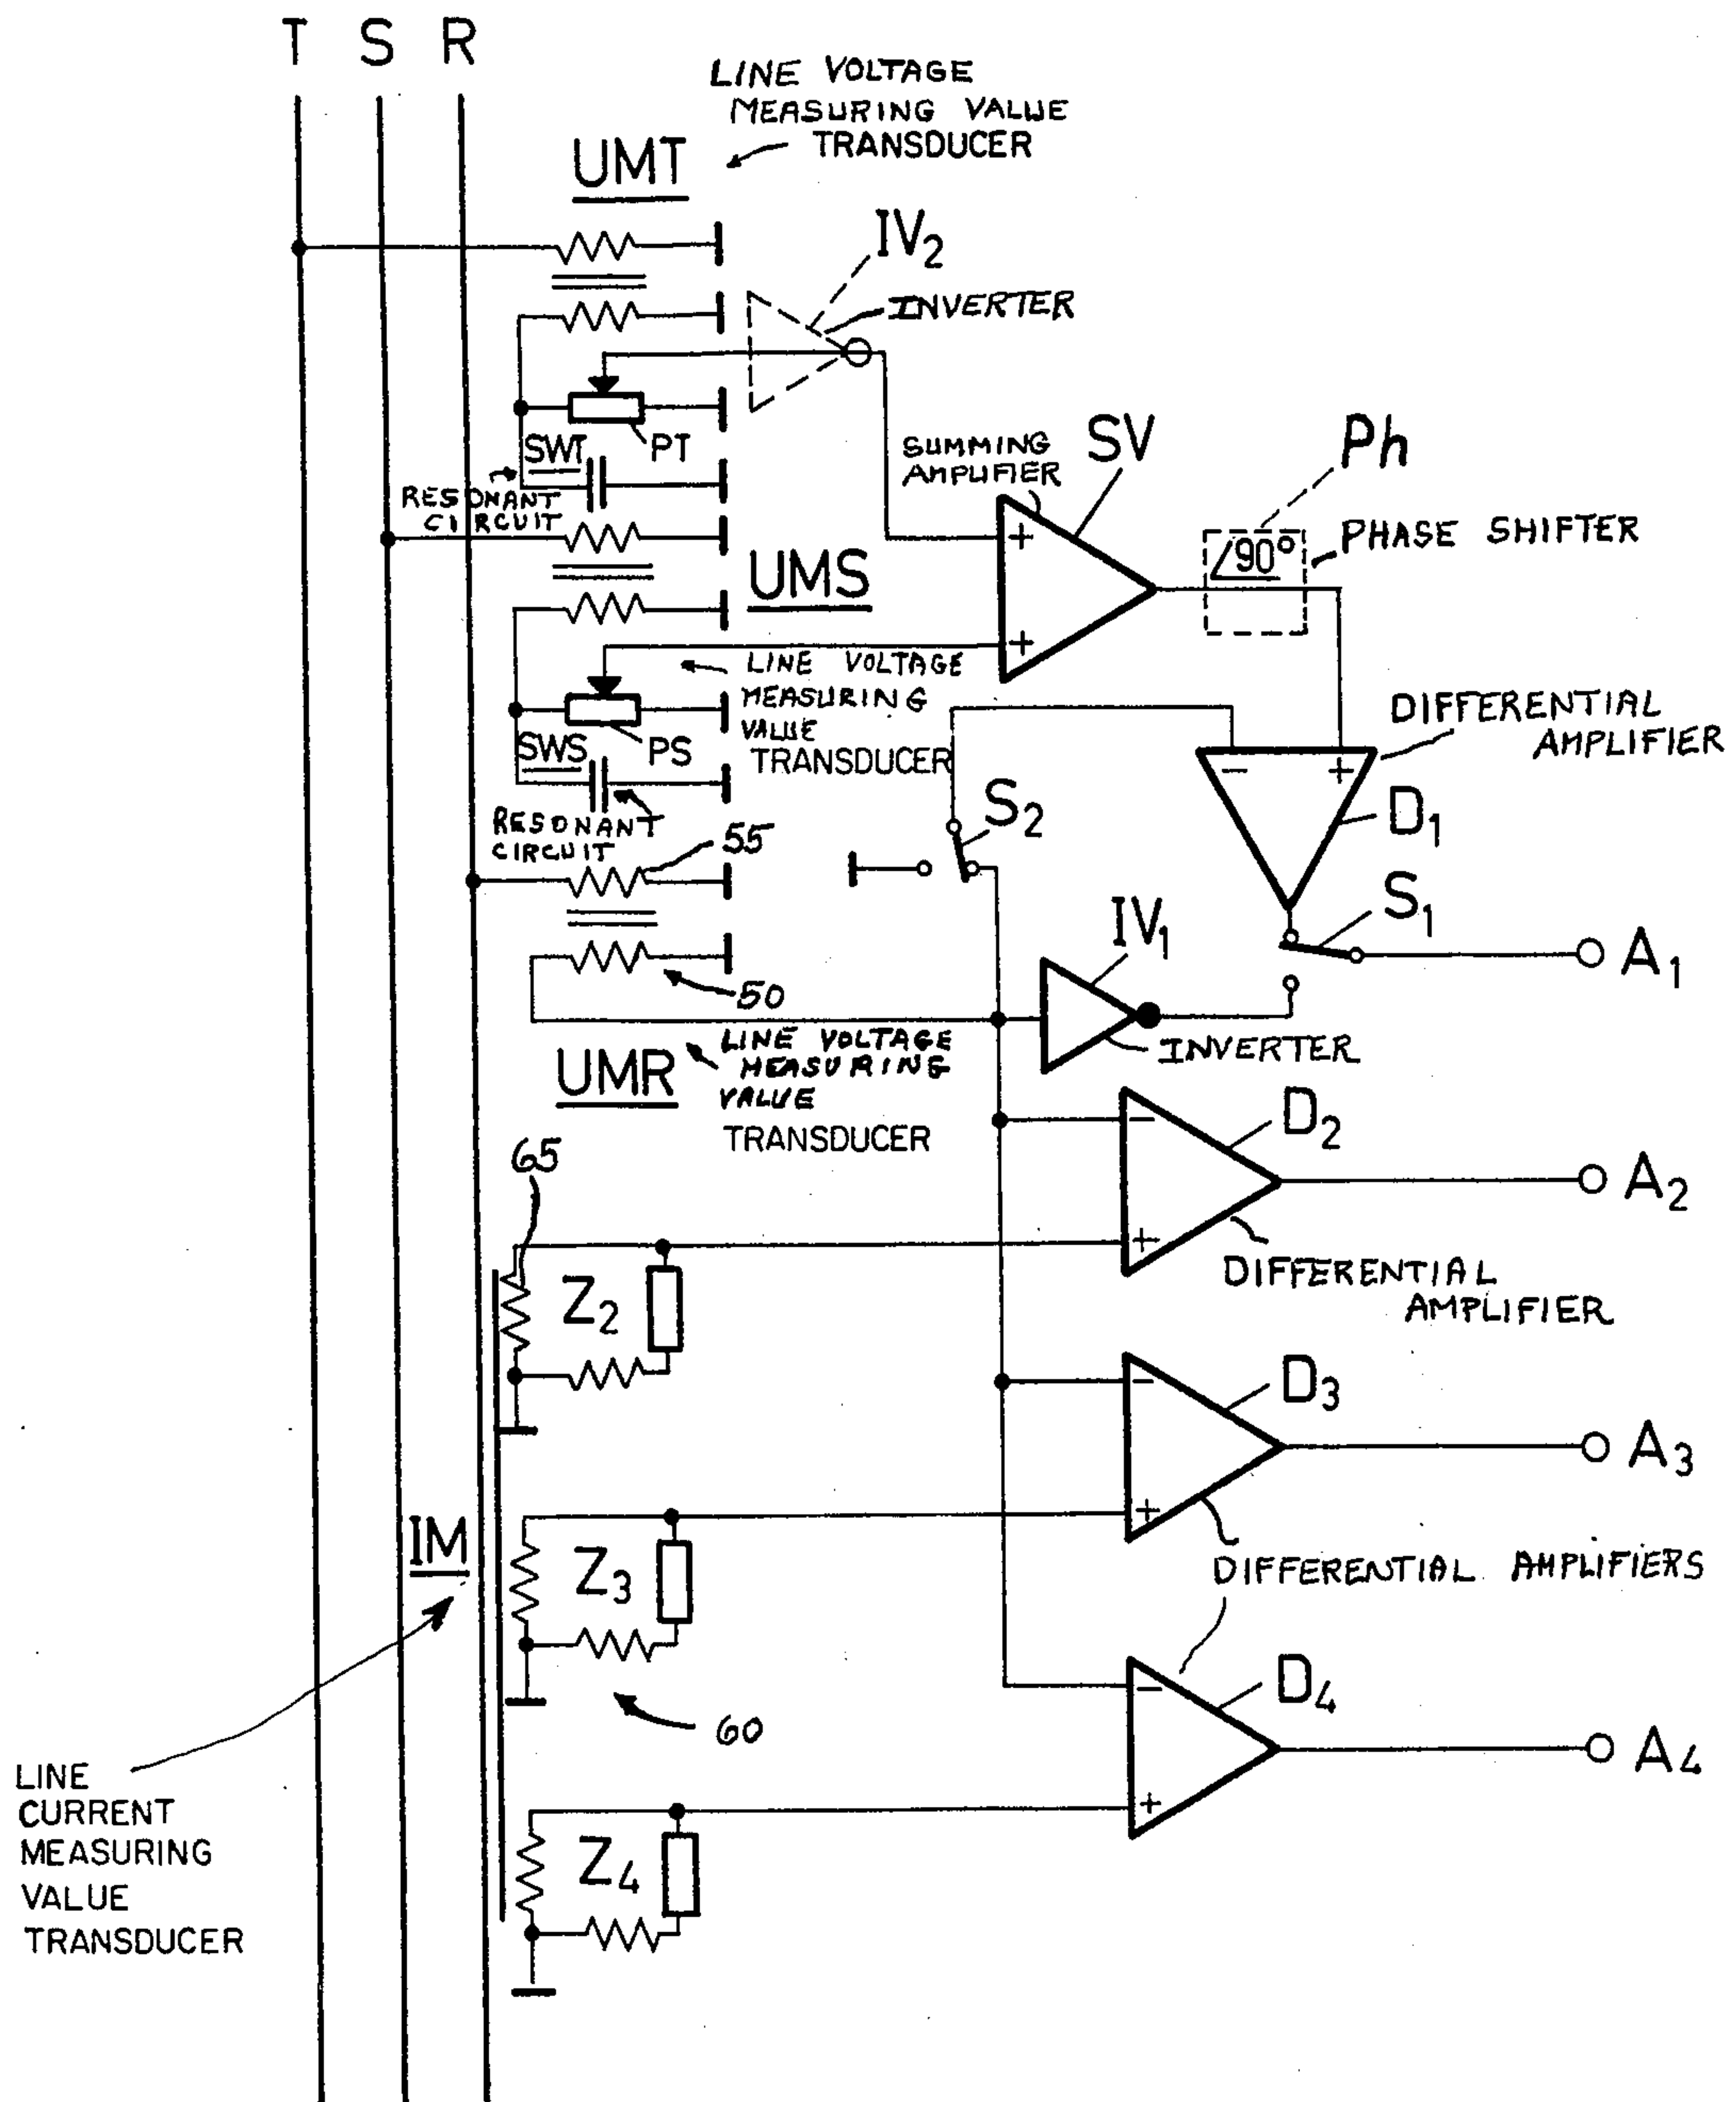 T S R
LINE VOLTAGE
MEASURING VALUE
TRANSDUCER
UMT
IV2
INVERTER
PT
SWT
RESONANT
CIRCUIT
SUMMING
AMPLIFIER
SV
Ph
∠90°
PHASE SHIFTER
+
+
UMS
LINE VOLTAGE
MEASURING
VALUE
TRANSDUCER
PS
SWS
RESONANT
CIRCUIT
DIFFERENTIAL
AMPLIFIER
- +
D1
S2
S1
A1
55
50
IV1
INVERTER
UMR
LINE VOLTAGE
MEASURING
VALUE
TRANSDUCER
D2
-
+
A2
DIFFERENTIAL
AMPLIFIER
65
Z2
D3
-
+
A3
IM
Z3
DIFFERENTIAL AMPLIFIERS
60
D4
-
+
A4
Z4
LINE
CURRENT
MEASURING
VALUE
TRANSDUCER